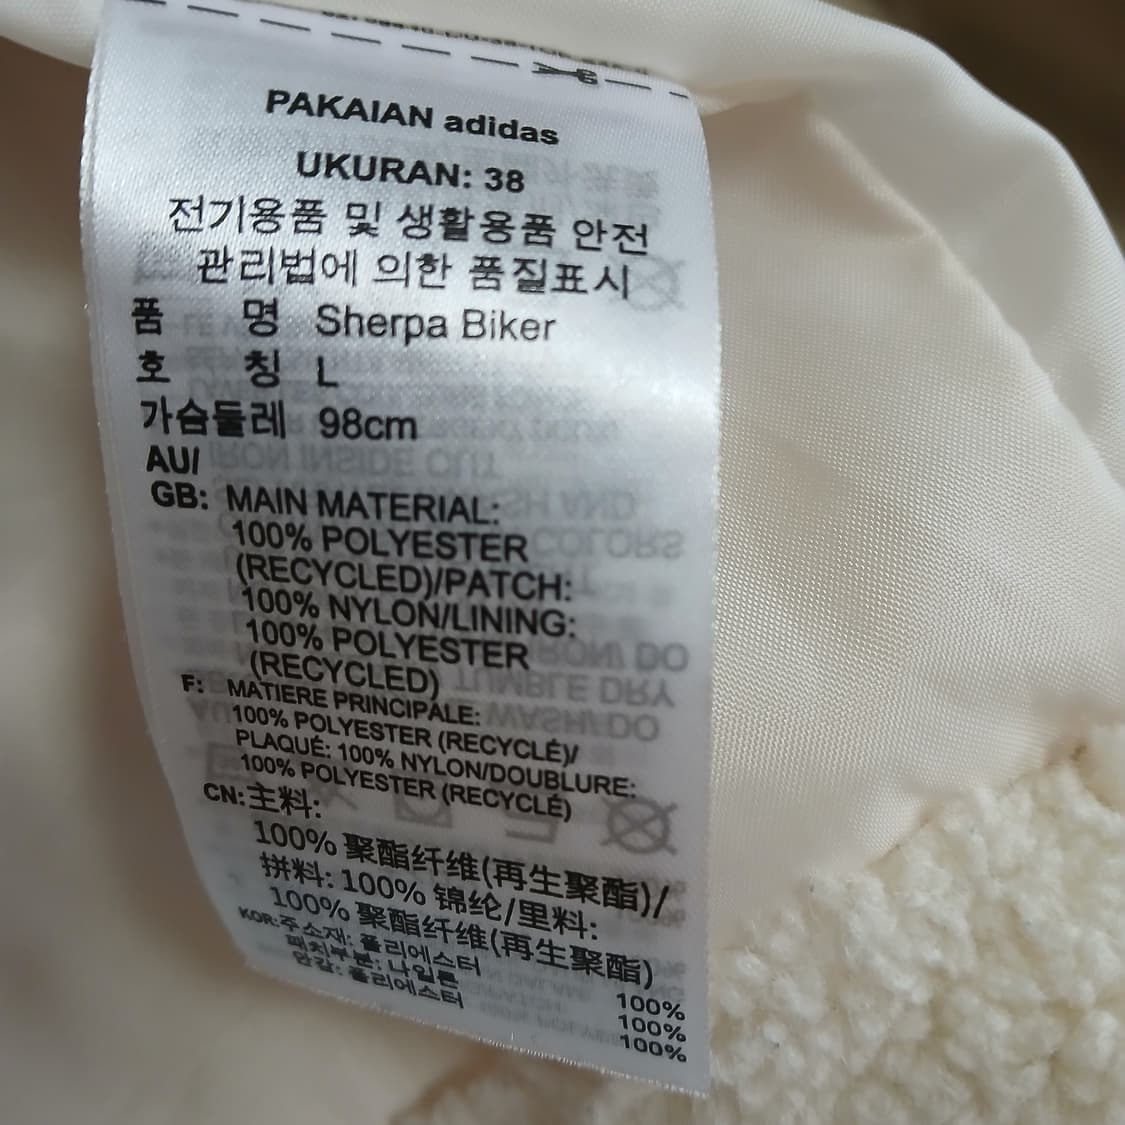 PAKAIAN adidas
UKURAN: 38
전기용품 및 생활용품 안전
관리법에 의한 품질표시
품 명 Sherpa Biker
호 칭 L
가슴둘레 98cm
AU/
GB: MAIN MATERIAL:
100% POLYESTER
(RECYCLED)/PATCH:
100% NYLON/LINING:
100% POLYESTER
(RECYCLED)
F: MATIERE PRINCIPALE:
100% POLYESTER (RECYCLÉ)/
PLAQUÉ: 100% NYLON/DOUBLURE:
100% POLYESTER (RECYCLÉ)
CN:主料:
100% 聚酯纤维(再生聚酯)/
拼料: 100% 锦纶/里料:
100% 聚酯纤维(再生聚酯)
KOR:주소재: 폴리에스터 100%
패치부분: 나일론 100%
안감: 폴리에스터 100%